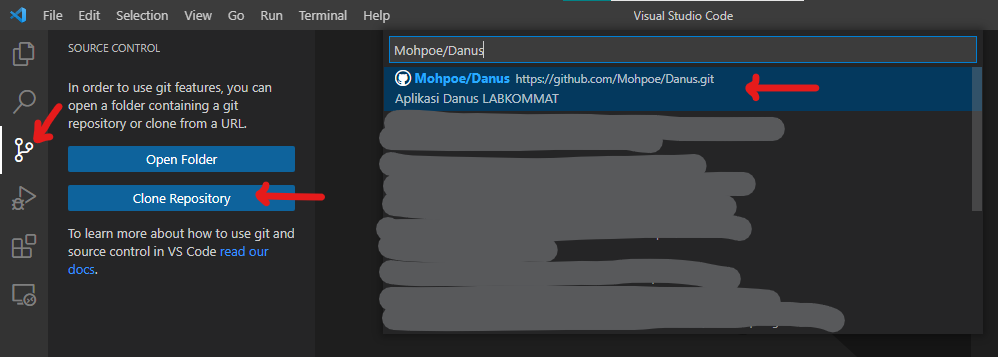 File Edit Selection View Go Run Terminal Help Visual Studio Code
SOURCE CONTROL
In order to use git features, you can
open a folder containing a git
repository or clone from a URL.
Open Folder
Clone Repository
To learn more about how to use git and
source control in VS Code read our
docs.
Mohpoe/Danus
Mohpoe/Danus https://github.com/Mohpoe/Danus.git
Aplikasi Danus LABKOMMAT